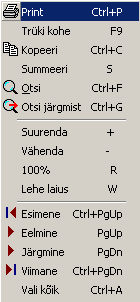 Print Ctrl+P
Trüki kohe F9
Kopeeri Ctrl+C
Summeeri S
Otsi Ctrl+F
Otsi järgmist Ctrl+G
Suurenda +
Vähenda -
100% R
Lehe laius W
Esimene Ctrl+PgUp
Eelmine PgUp
Järgmine PgDn
Viimane Ctrl+PgDn
Vali kõik Ctrl+A